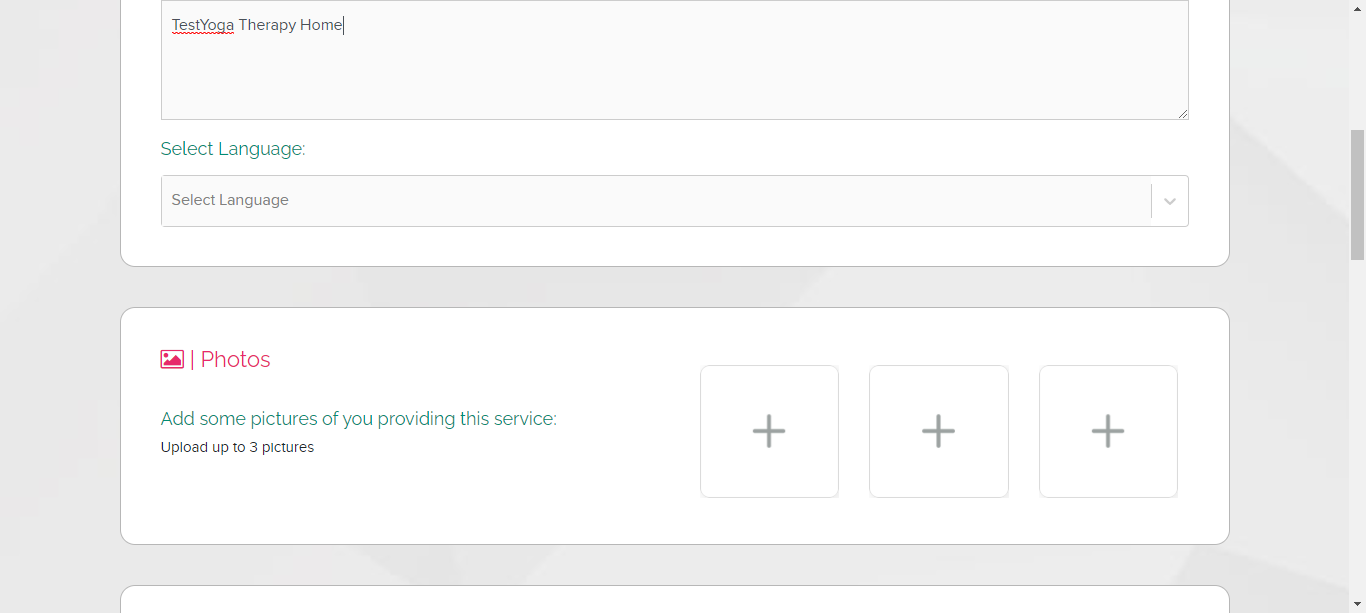 TestYoga Therapy Home
Select Language:
Select Language
| Photos
Add some pictures of you providing this service:
Upload up to 3 pictures